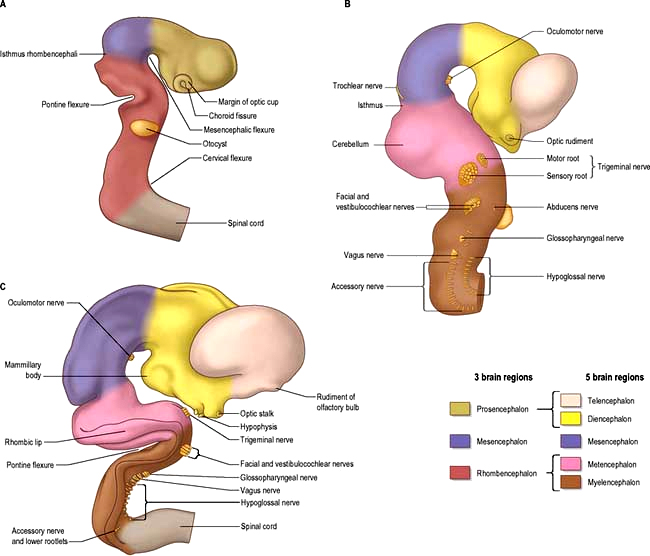 A
Isthmus rhombencephali
Pontine flexure
Margin of optic cup
Choroid fissure
Mesencephalic flexure
Otocyst
Cervical flexure
Spinal cord
B
Oculomotor nerve
Trochlear nerve
Isthmus
Cerebellum
Optic rudiment
Motor root
Trigeminal nerve
Sensory root
Facial and
vestibulocochlear nerves
Abducens nerve
Glossopharyngeal nerve
Vagus nerve
Hypoglossal nerve
Accessory nerve
C
Oculomotor nerve
Mammillary
body
Rudiment of
olfactory bulb
Optic stalk
Hypophysis
Trigeminal nerve
Rhombic lip
Pontine flexure
Facial and vestibulocochlear nerves
Glossopharyngeal nerve
Vagus nerve
Hypoglossal nerve
Accessory nerve
and lower rootlets
Spinal cord
3 brain regions
5 brain regions
Prosencephalon
Telencephalon
Diencephalon
Mesencephalon
Mesencephalon
Rhombencephalon
Metencephalon
Myelencephalon